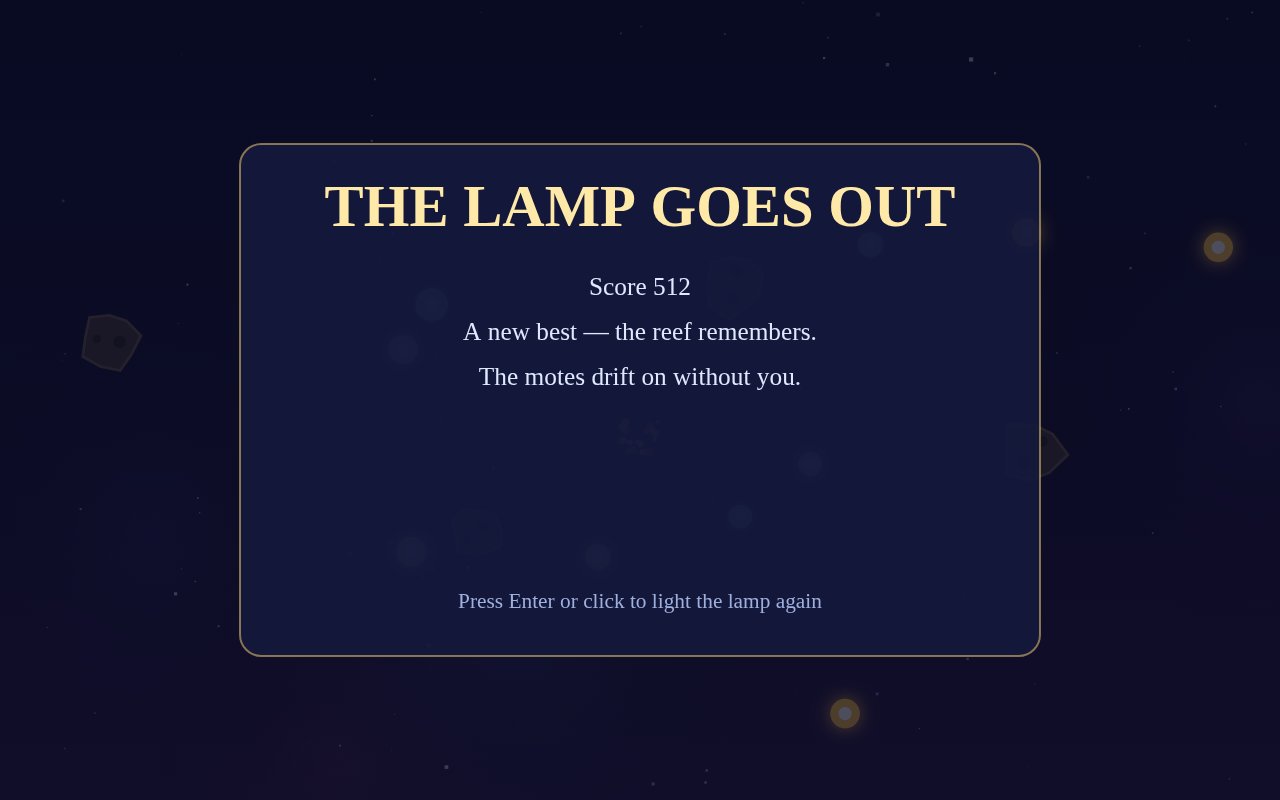 THE LAMP GOES OUT
Score 512
A new best — the reef remembers.
The motes drift on without you.
Press Enter or click to light the lamp again